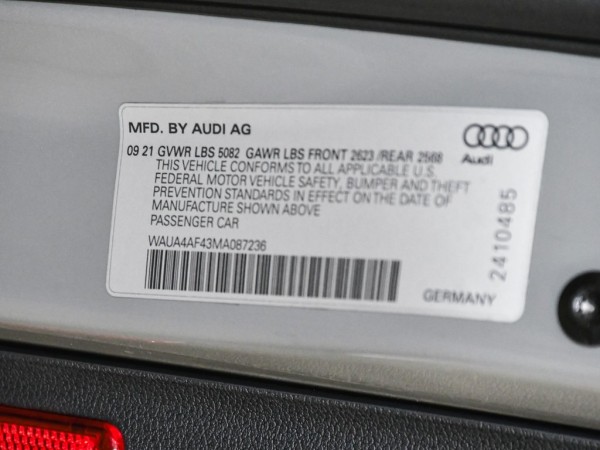 MFD. BY AUDI AG
Audi
09 21 GVWR LBS 5082 GAWR LBS FRONT 2623 /REAR 2568
THIS VEHICLE CONFORMS TO ALL APPLICABLE U.S.
FEDERAL MOTOR VEHICLE SAFETY, BUMPER AND THEFT
PREVENTION STANDARDS IN EFFECT ON THE DATE OF
MANUFACTURE SHOWN ABOVE
PASSENGER CAR
WAUA4AF43MA087236
GERMANY
2410485